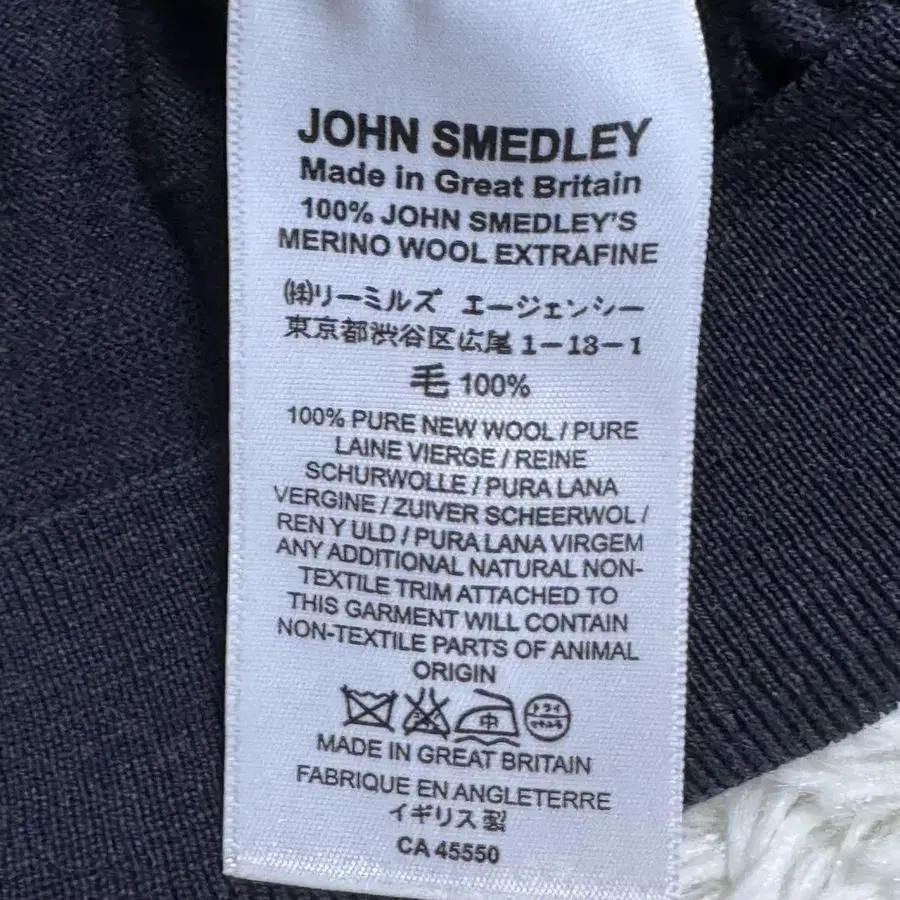 JOHN SMEDLEY
Made in Great Britain
100% JOHN SMEDLEY'S
MERINO WOOL EXTRAFINE
㈱リーミルズ エージェンシー
東京都渋谷区広尾 1-13-1
毛 100%
100% PURE NEW WOOL / PURE
LAINE VIERGE / REINE
SCHURWOLLE / PURA LANA
VERGINE / ZUIVER SCHEERWOL /
REN Y ULD / PURA LANA VIRGEM
ANY ADDITIONAL NATURAL NON-
TEXTILE TRIM ATTACHED TO
THIS GARMENT WILL CONTAIN
NON-TEXTILE PARTS OF ANIMAL
ORIGIN
中 ドライ
MADE IN GREAT BRITAIN
FABRIQUE EN ANGLETERRE
イギリス製
CA 45550